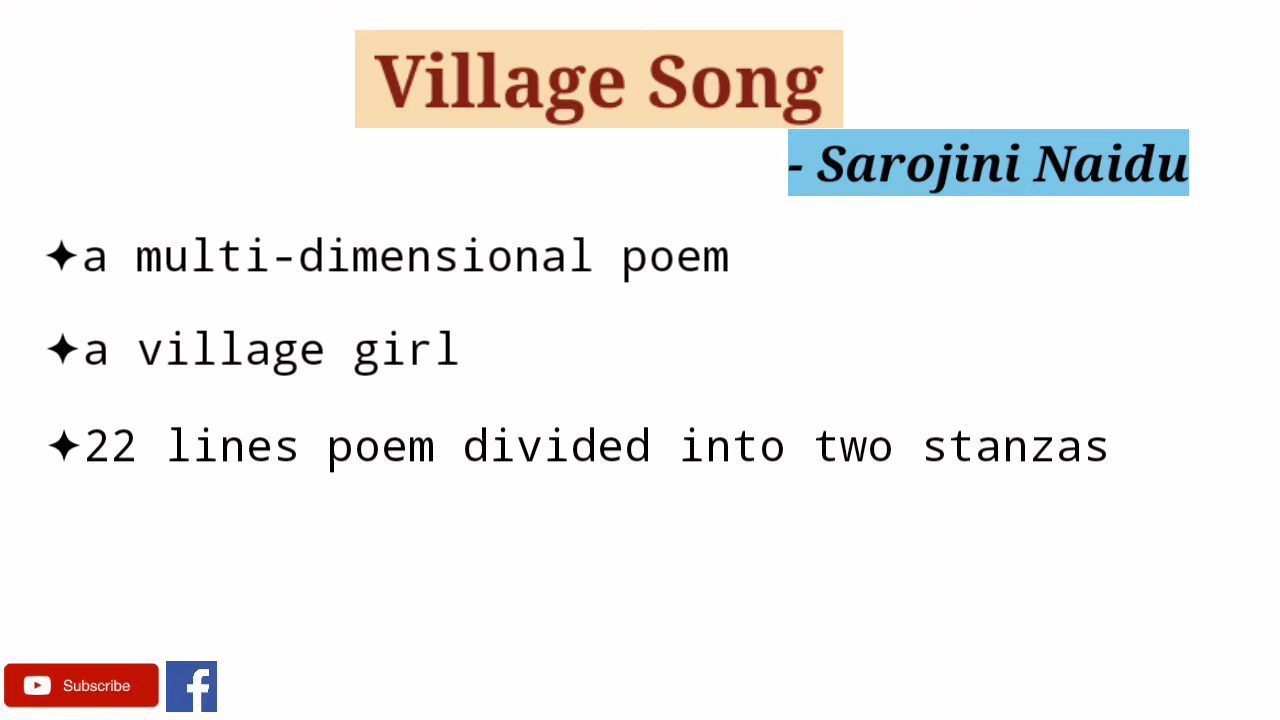 Village Song
- Sarojini Naidu
✦a multi-dimensional poem
✦a village girl
✦22 lines poem divided into two stanzas
Subscribe
f